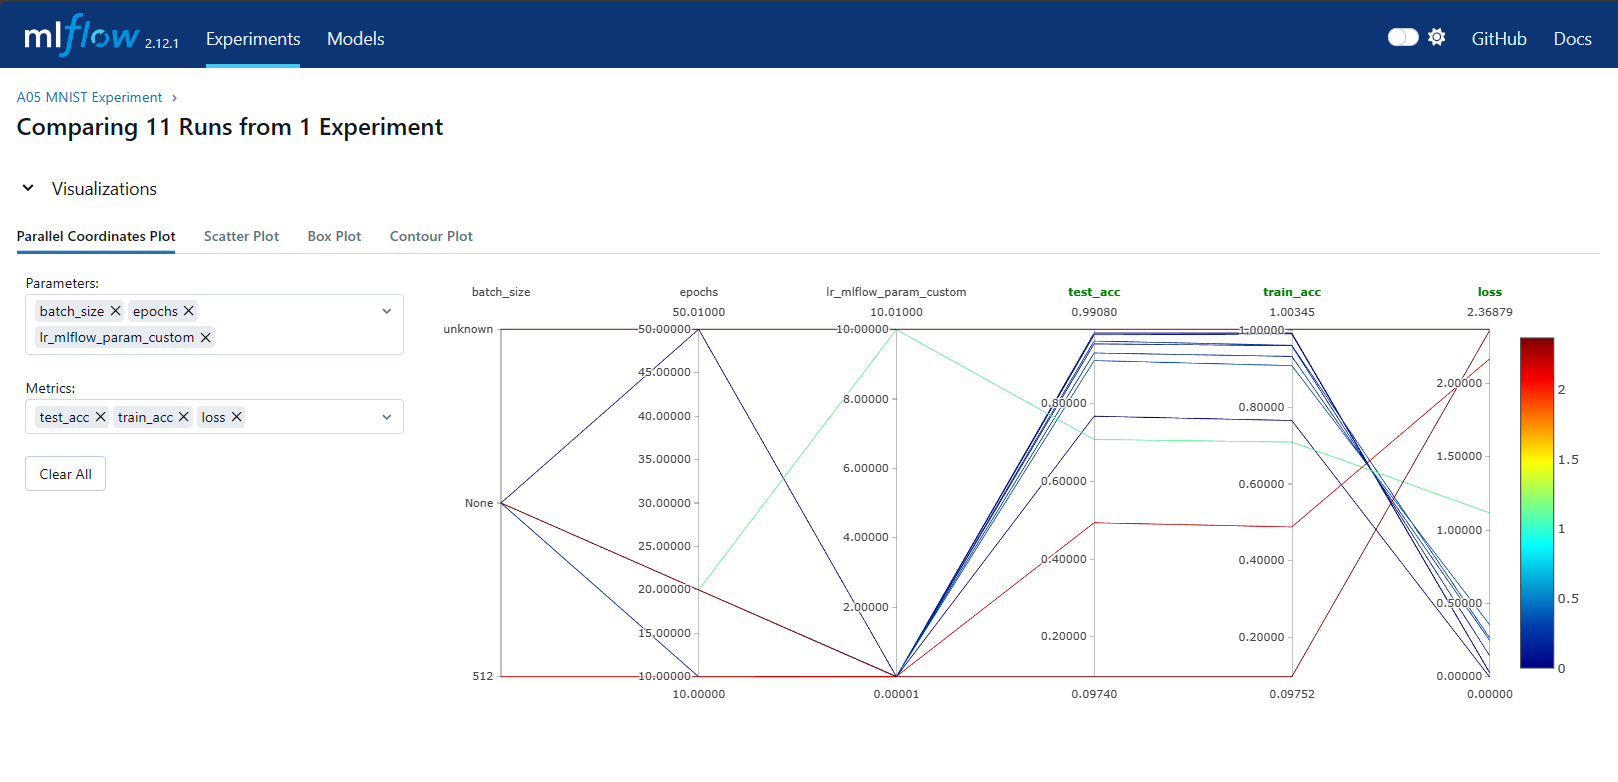 mlflow 2.12.1 Experiments Models GitHub Docs
A05 MNIST Experiment
Comparing 11 Runs from 1 Experiment
Visualizations
Parallel Coordinates Plot Scatter Plot Box Plot Contour Plot
Parameters:
batch_size epochs
lr_mlflow_param_custom
Metrics:
test_acc train_acc loss
Clear All
batch_size epochs lr_mlflow_param_custom test_acc train_acc loss
50.01000 10.01000 0.99080 1.00345 2.36879
unknown
None
512
50.00000
45.00000
40.00000
35.00000
30.00000
25.00000
20.00000
15.00000
10.00000
10.00000
10.00000
8.00000
6.00000
4.00000
2.00000
0.00001
0.80000
0.60000
0.40000
0.20000
0.09740
1.00000
0.80000
0.60000
0.40000
0.20000
0.09752
2.00000
1.50000
1.00000
0.50000
0.00000
0.00000
2
1.5
1
0.5
0